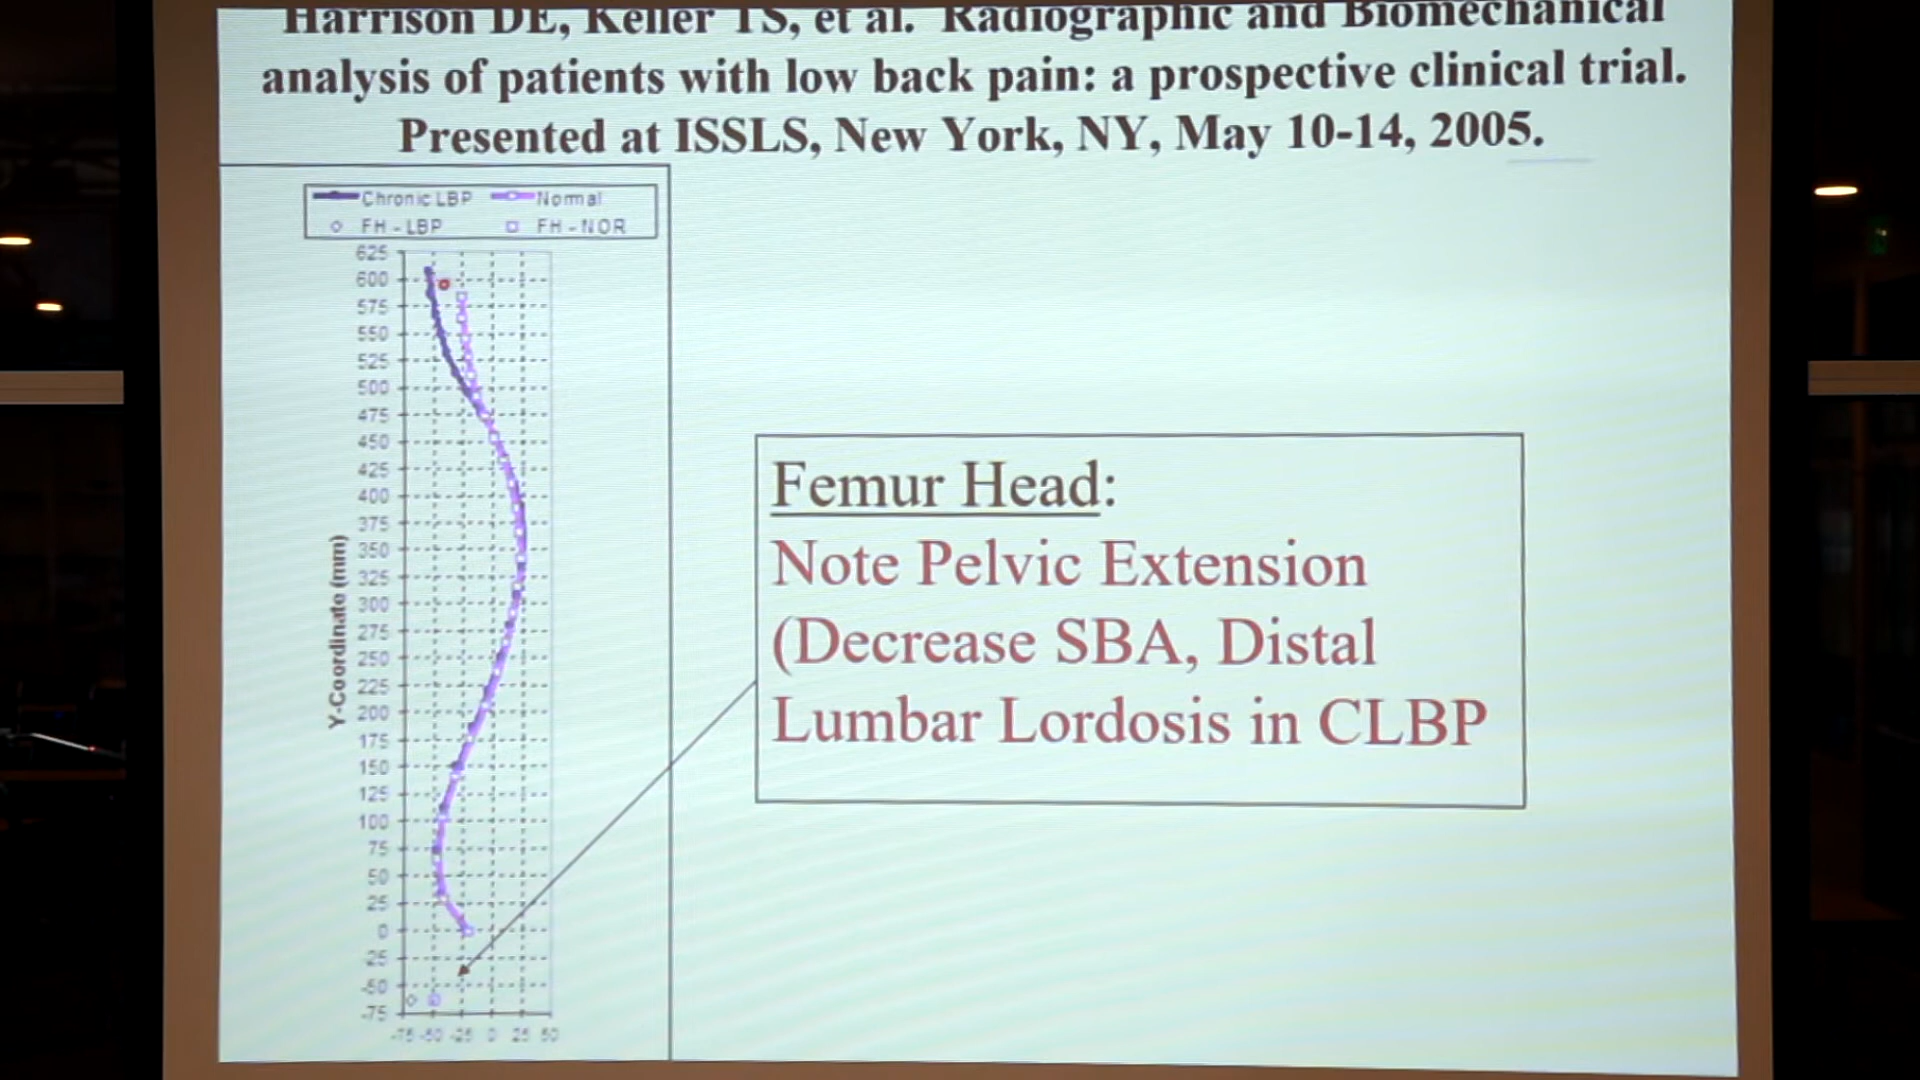 Harrison DE, Keller TS, et al. Radiographic and Biomechanical
analysis of patients with low back pain: a prospective clinical trial.
Presented at ISSLS, New York, NY, May 10-14, 2005.
Chronic LBP Normal
FH - LBP FH - NOR
625
600
575
550
525
500
475
450
425
400
375
350
325
300
275
250
225
200
175
150
125
100
75
50
25
0
-25
-50
-75
-75 -50 -25 0 25 50
Y-Coordinate (mm)
Femur Head:
Note Pelvic Extension
(Decrease SBA, Distal
Lumbar Lordosis in CLBP